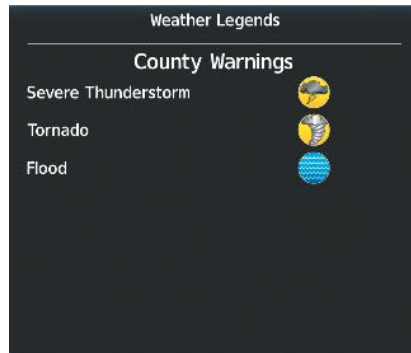 Weather Legends
County Warnings
Severe Thunderstorm
Tornado
Flood